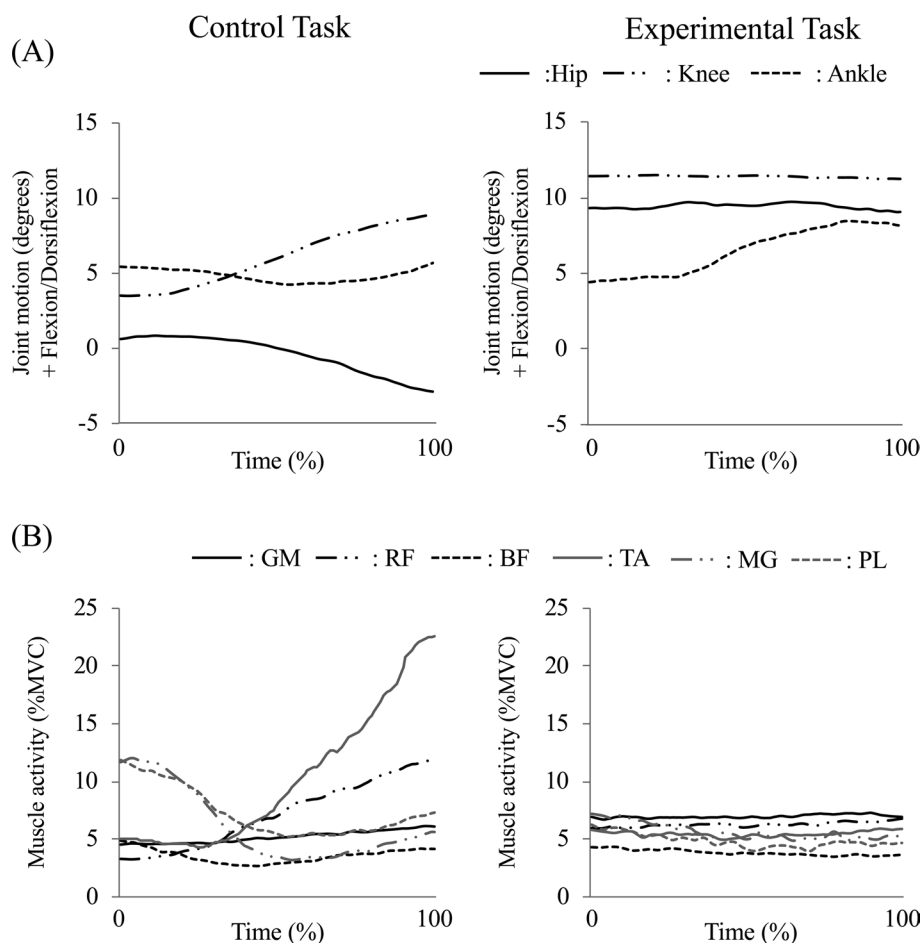 Control Task
Experimental Task
(A)
:Hip : Knee : Ankle
Joint motion (degrees)
+ Flexion/Dorsiflexion
15
10
5
0
-5
0
100
Time (%)
Joint motion (degrees)
+ Flexion/Dorsiflexion
15
10
5
0
-5
0
100
Time (%)
(B)
: GM : RF : BF : TA : MG : PL
Muscle activity (%MVC)
25
20
15
10
5
0
0
100
Time (%)
Muscle activity (%MVC)
25
20
15
10
5
0
0
100
Time (%)